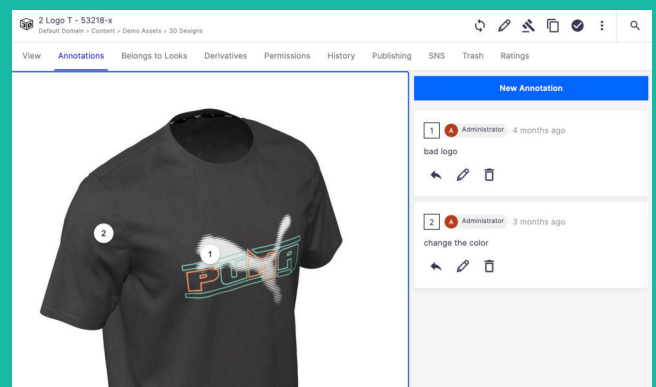 2 Logo T - 53218-x
Default Domain > Content > Demo Assets > 3D Designs
View Annotations Belongs to Looks Derivatives Permissions History Publishing SNS Trash Ratings
New Annotation
1 A Administrator 4 months ago
bad logo
2 A Administrator 3 months ago
change the color
2
1
PUMA